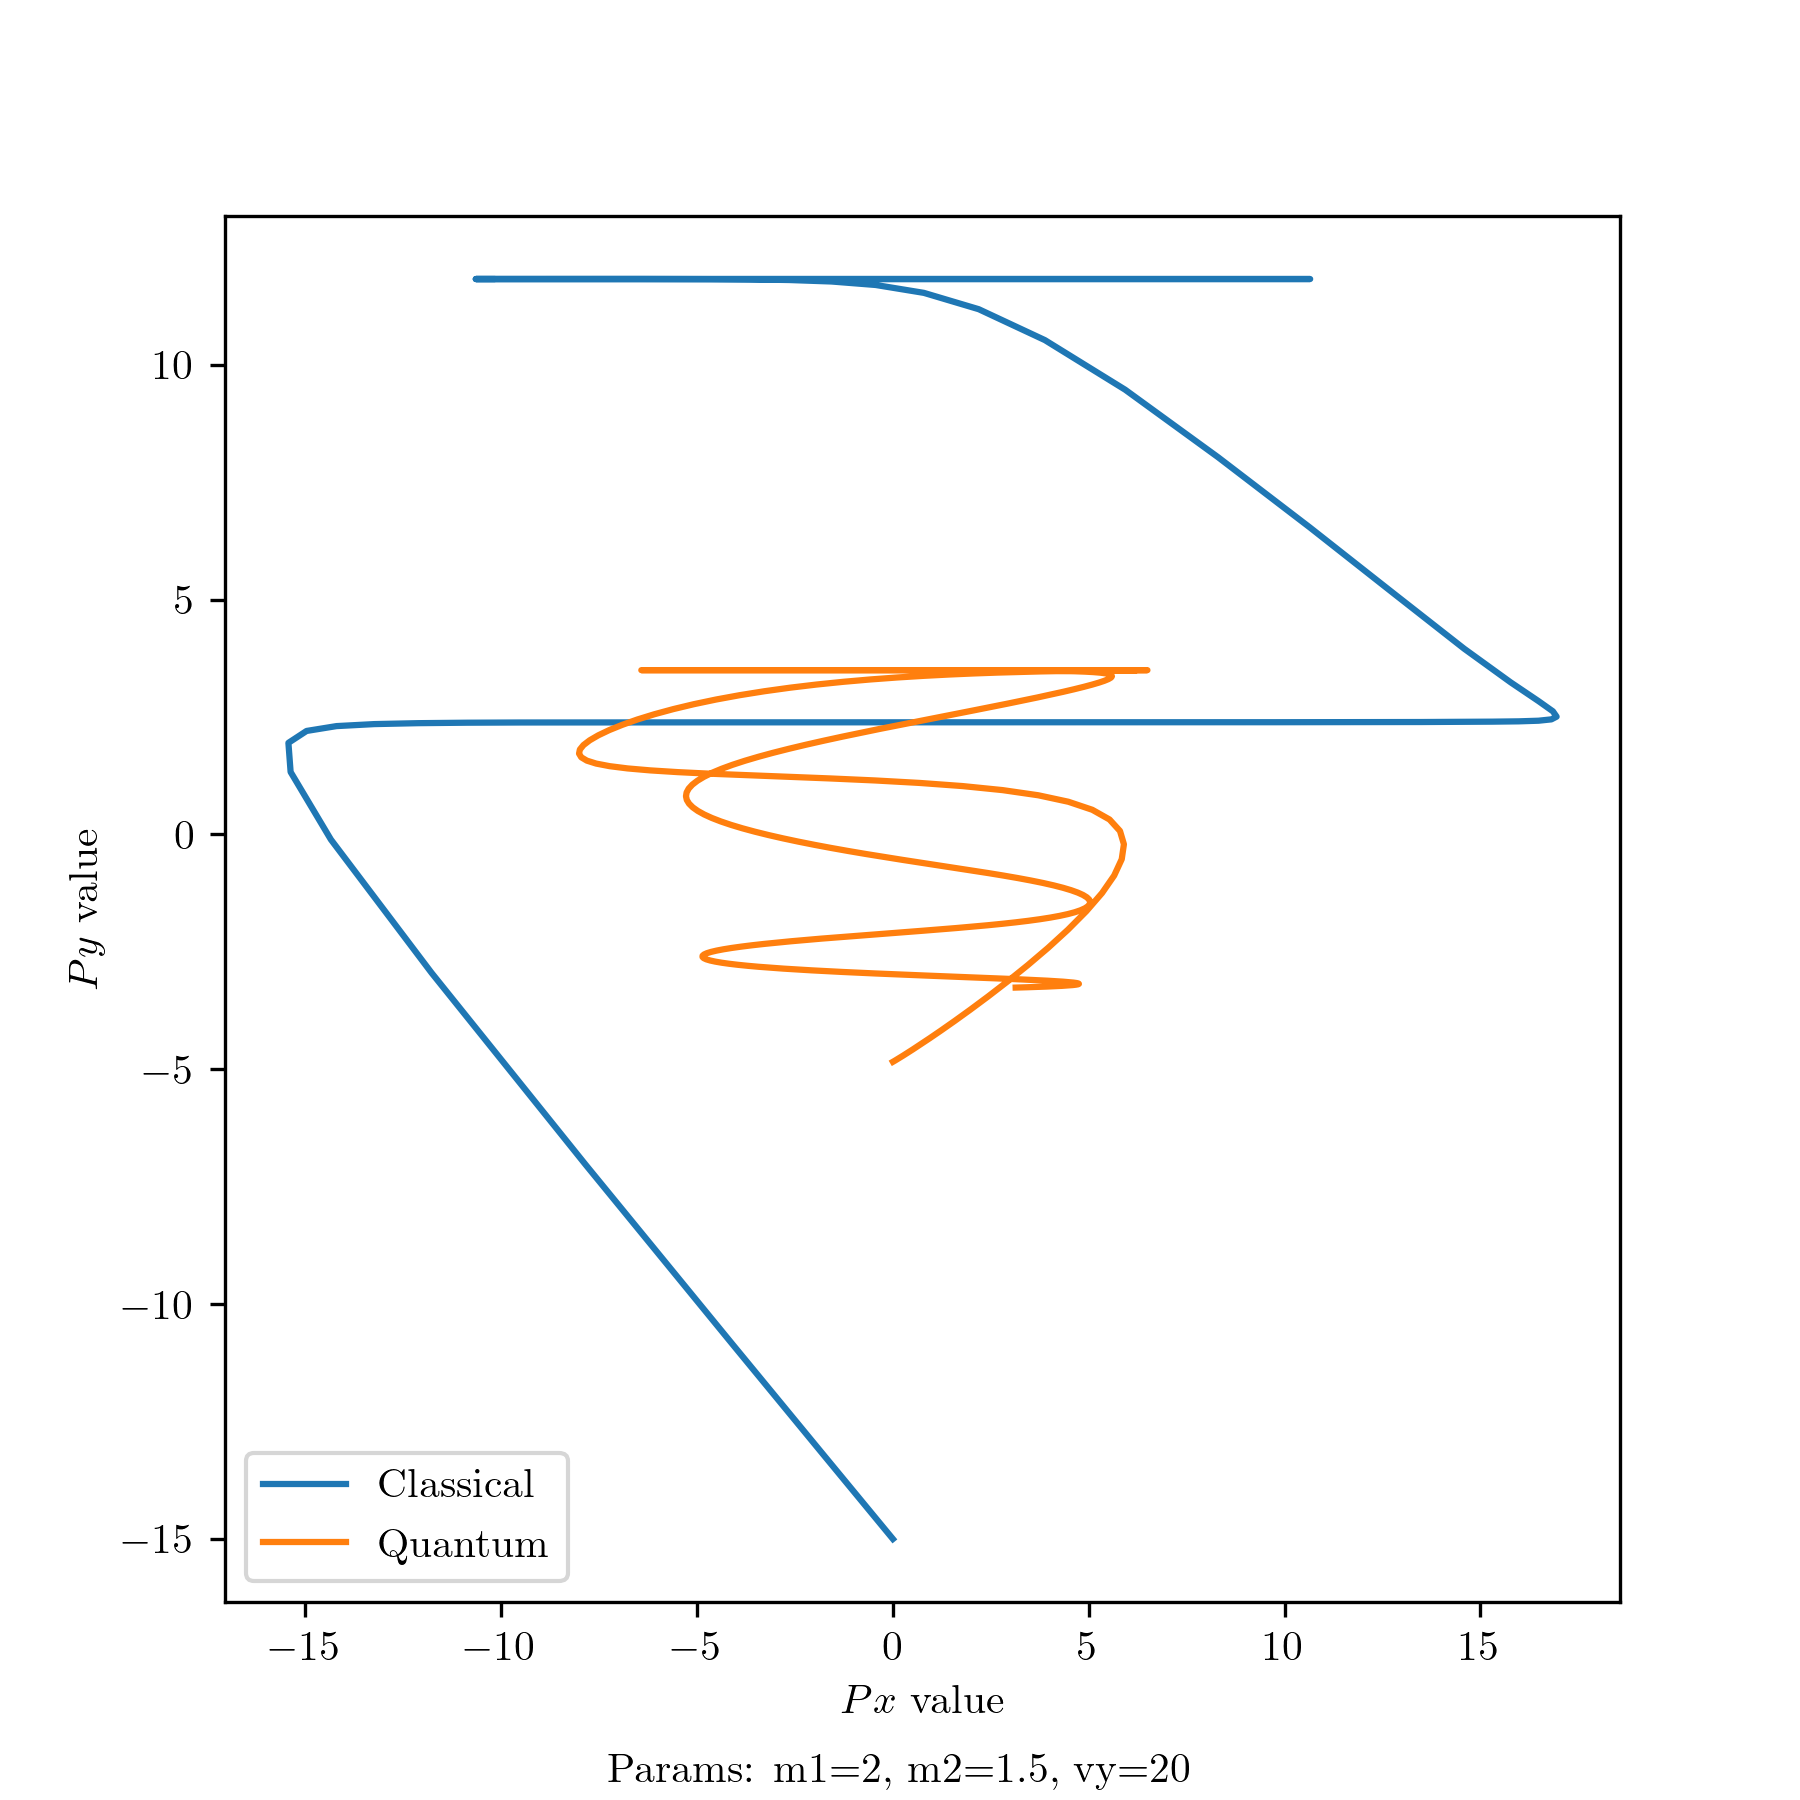 10
5
0
−5
−10
−15
Py value
Classical
Quantum
−15 −10 −5 0 5 10 15
Px value
Params: m1=2, m2=1.5, vy=20